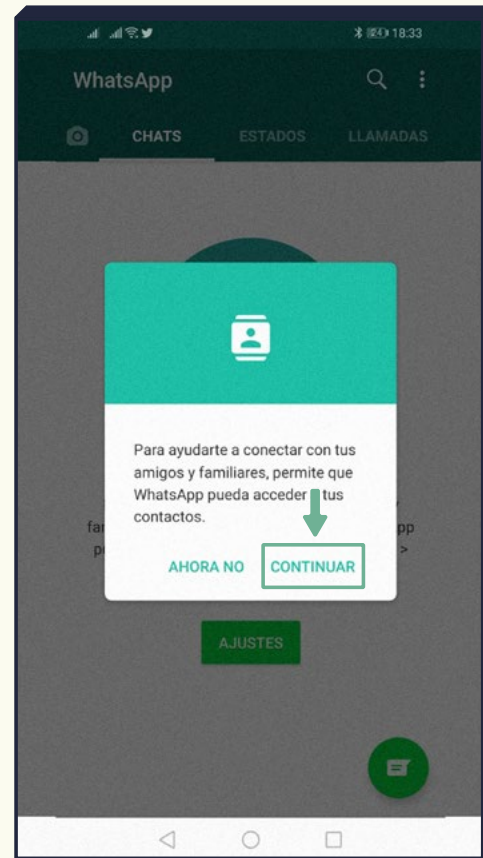 18:33
WhatsApp
CHATS ESTADOS LLAMADAS
Para ayudarte a conectar con tus
amigos y familiares, permite que
WhatsApp pueda acceder tus
contactos.
AHORA NO CONTINUAR
AJUSTES